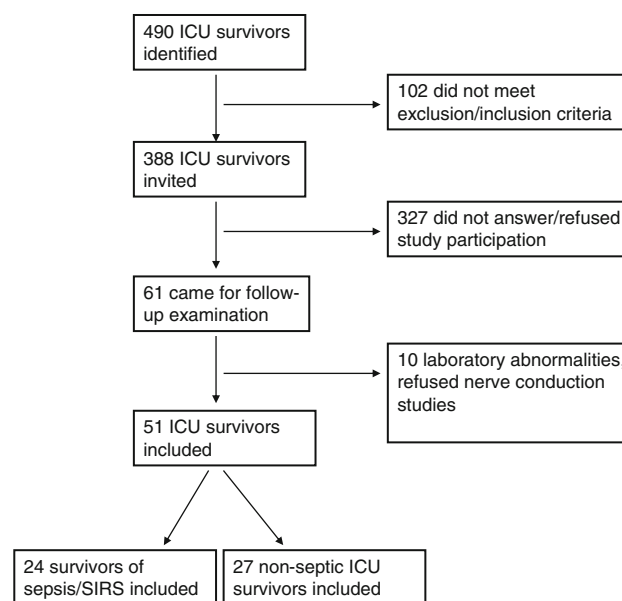 490 ICU survivors
identified
102 did not meet
exclusion/inclusion criteria
388 ICU survivors
invited
327 did not answer/refused
study participation
61 came for follow-
up examination
10 laboratory abnormalities,
refused nerve conduction
studies
51 ICU survivors
included
24 survivors of
sepsis/SIRS included
27 non-septic ICU
survivors included